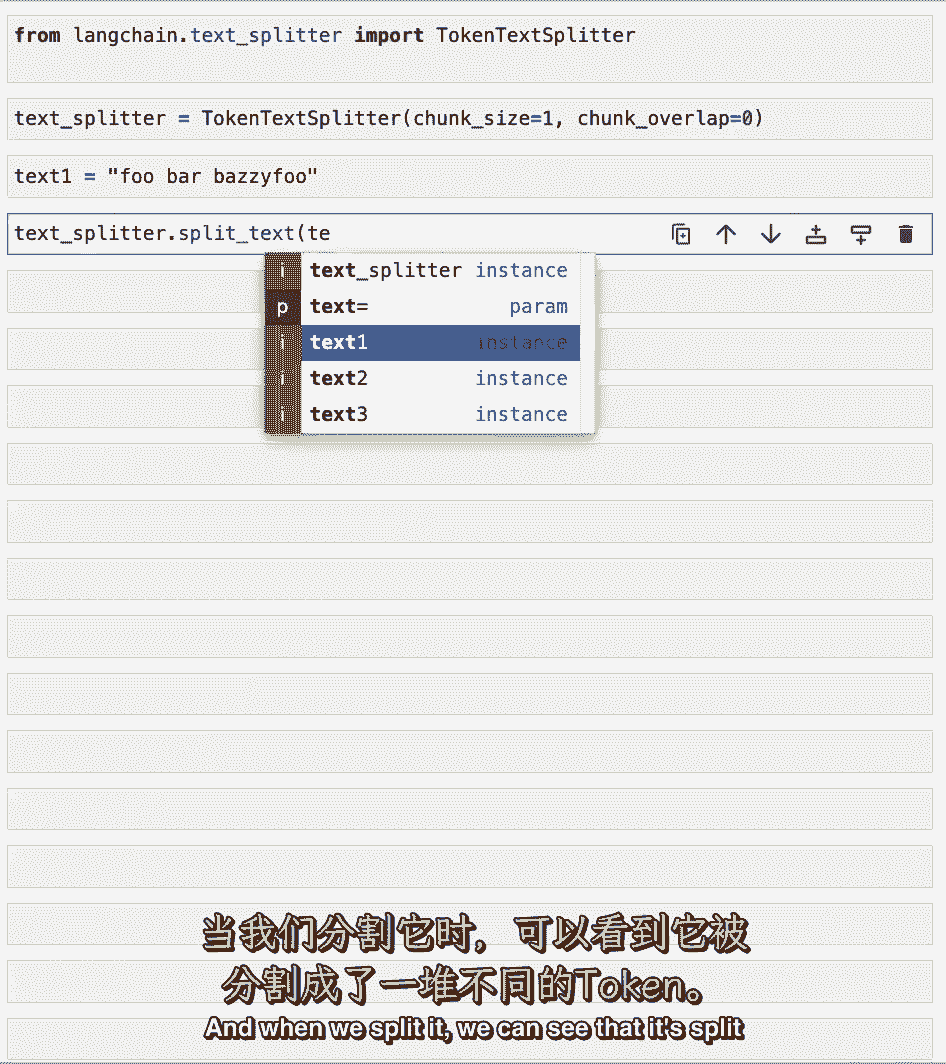 from langchain.text_splitter import TokenTextSplitter
text_splitter = TokenTextSplitter(chunk_size=1, chunk_overlap=0)
text1 = "foo bar bazzyfoo"
text_splitter.split_text(te
i text_splitter instance
p text= param
i text1 instance
i text2 instance
i text3 instance
当我们分割它时，可以看到它被
分割成了一堆不同的Token。
And when we split it, we can see that it's split